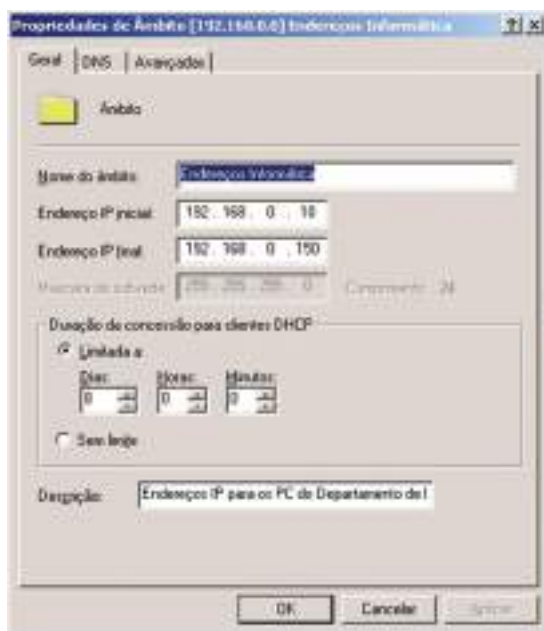 Propriedades de Âmbito [192.168.0.0] Endereços Informática
Geral DNS Avançadas
Âmbito
Nome do âmbito: Endereços Informática
Endereço IP inicial: 192 . 168 . 0 . 10
Endereço IP final: 192 . 168 . 0 . 150
Máscara de sub-rede: 255 . 255 . 255 . 0 Comprimento: 24
Duração de concessão para clientes DHCP
Limitada a:
Dias: Horas: Minutos:
8 0 0
Sem limite
Descrição: Endereços IP para os PC do Departamento de I
OK Cancelar Aplicar